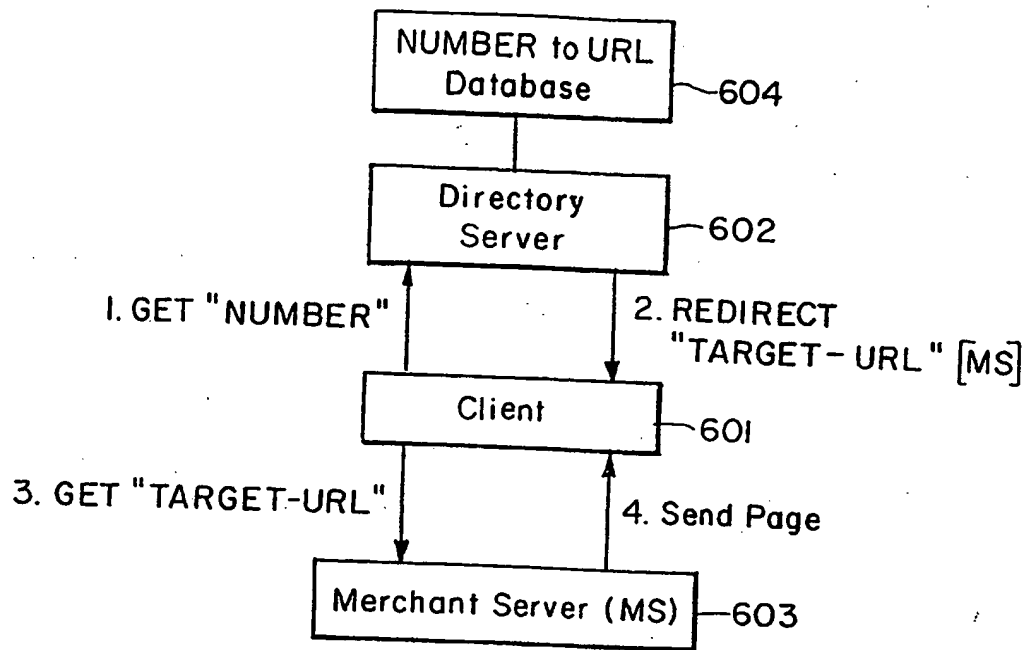 NUMBER to URL
Database
604
Directory
Server
602
1. GET "NUMBER"
2. REDIRECT
"TARGET-URL" [MS]
Client
601
3. GET "TARGET-URL"
4. Send Page
Merchant Server (MS)
603